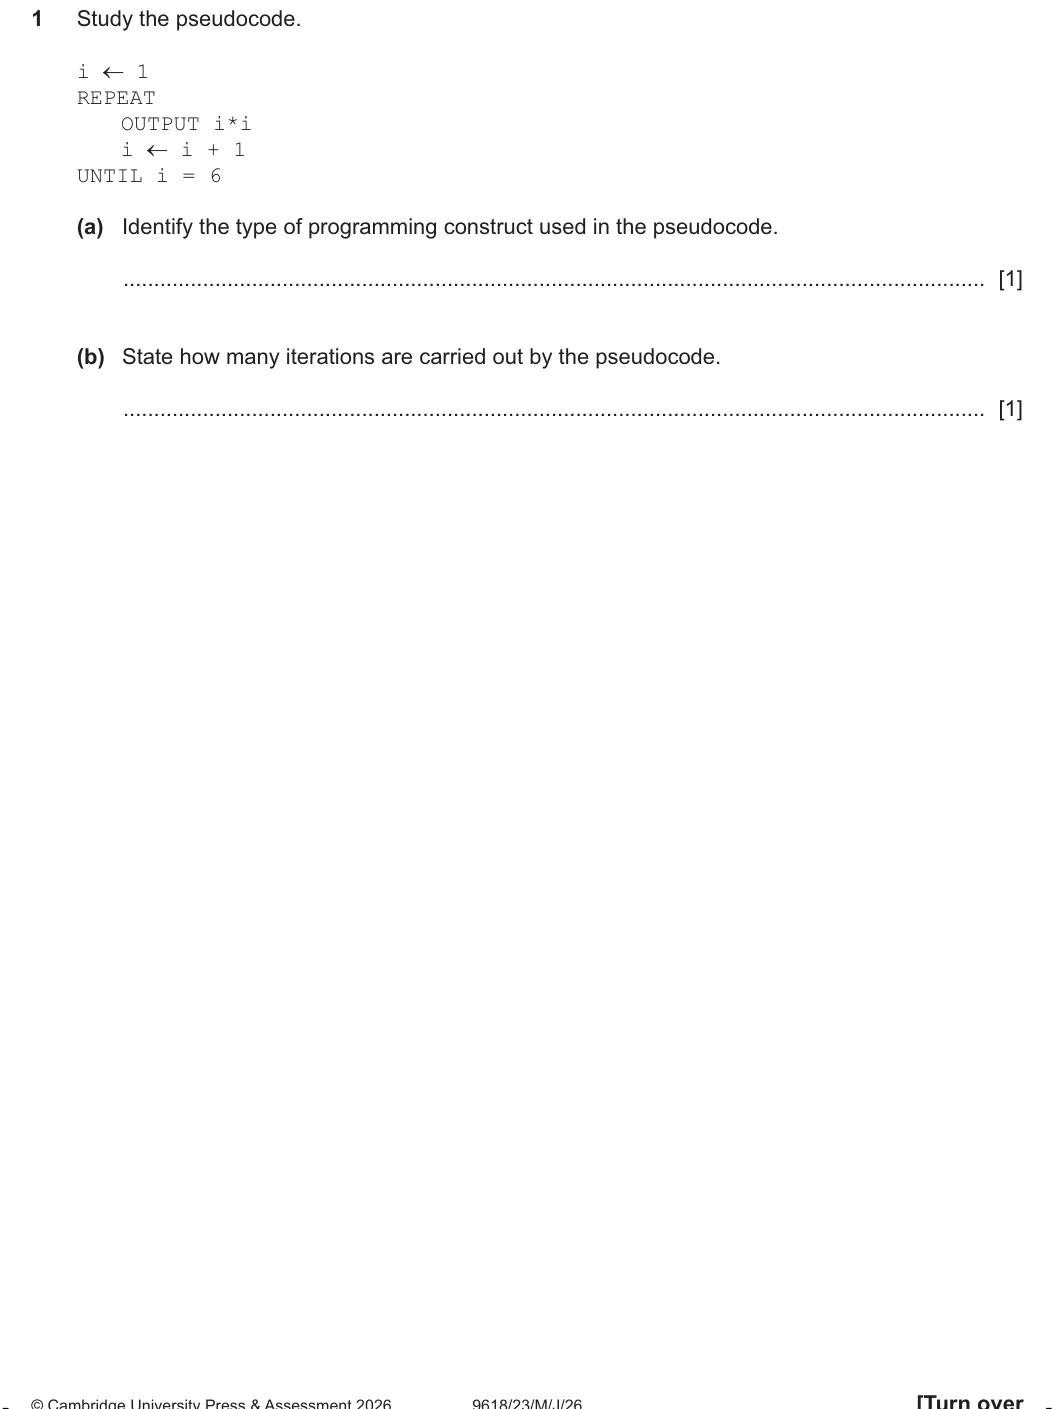 1 Study the pseudocode.
i ← 1
REPEAT
OUTPUT i*i
i ← i + 1
UNTIL i = 6
(a) Identify the type of programming construct used in the pseudocode.
.............................................................................................................................................. [1]
(b) State how many iterations are carried out by the pseudocode.
.............................................................................................................................................. [1]
© Cambridge University Press & Assessment 2026 9618/23/M/J/26 [Turn over